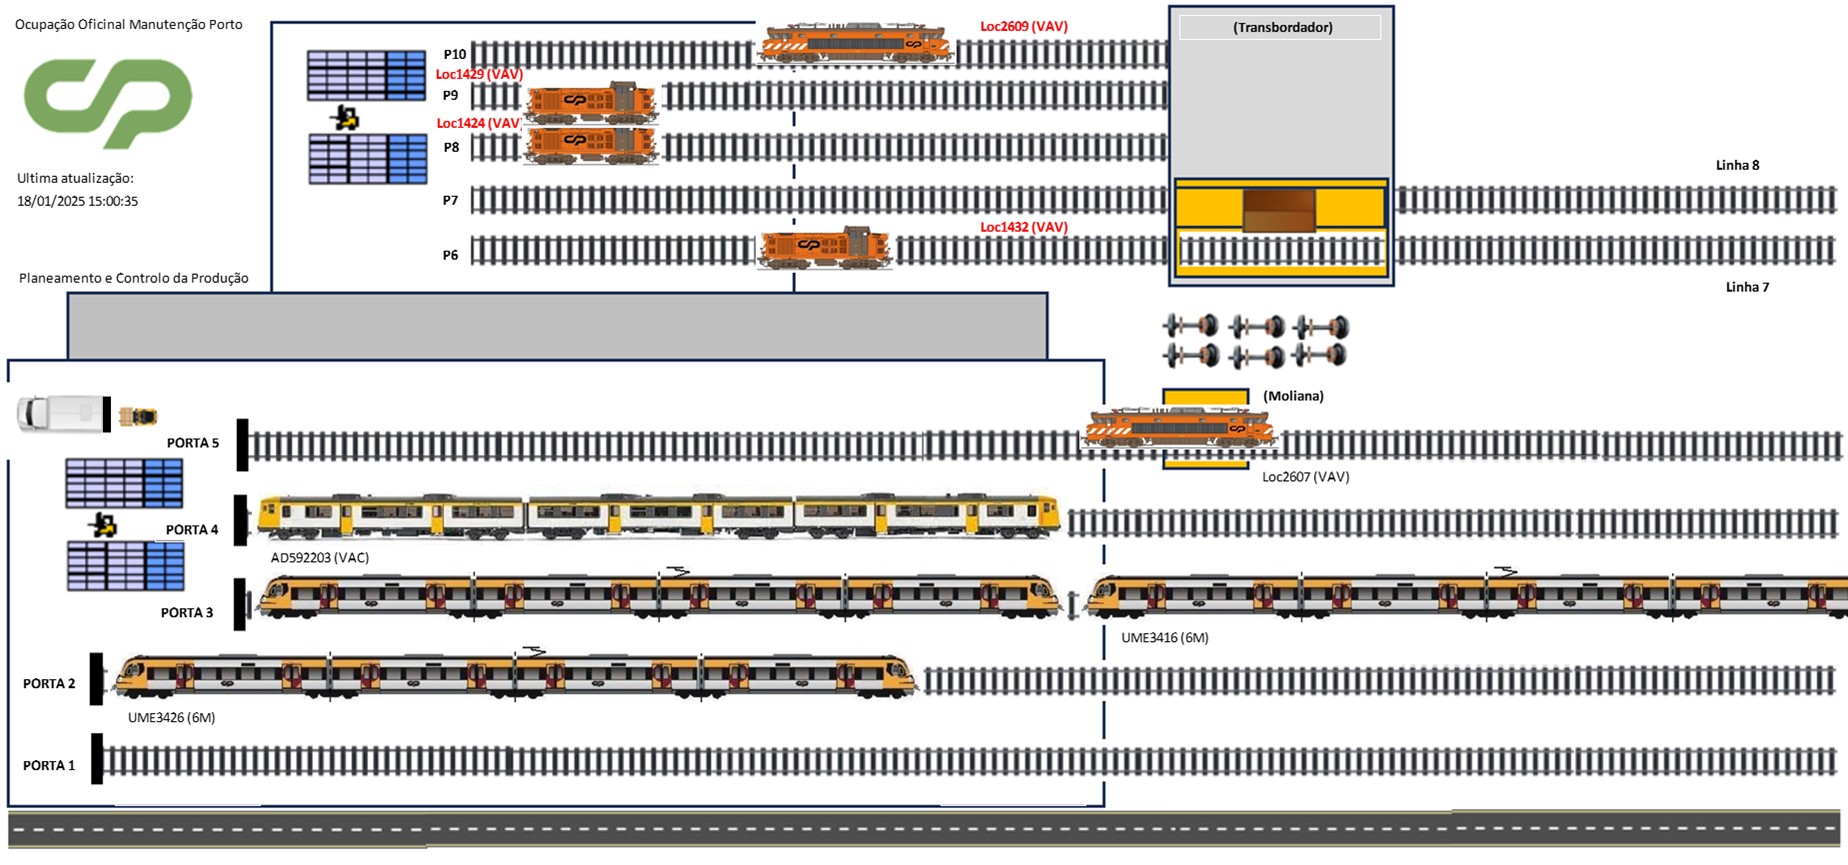 Ocupação Oficinal Manutenção Porto
CP
Ultima atualização:
18/01/2025 15:00:35
Planeamento e Controlo da Produção
P10
Loc2609 (VAV)
(Transbordador)
Loc1429 (VAV)
P9
Loc1424 (VAV)
P8
P7
Linha 8
P6
Loc1432 (VAV)
Linha 7
(Moliana)
PORTA 5
Loc2607 (VAV)
PORTA 4
AD592203 (VAC)
PORTA 3
UME3416 (6M)
PORTA 2
UME3426 (6M)
PORTA 1